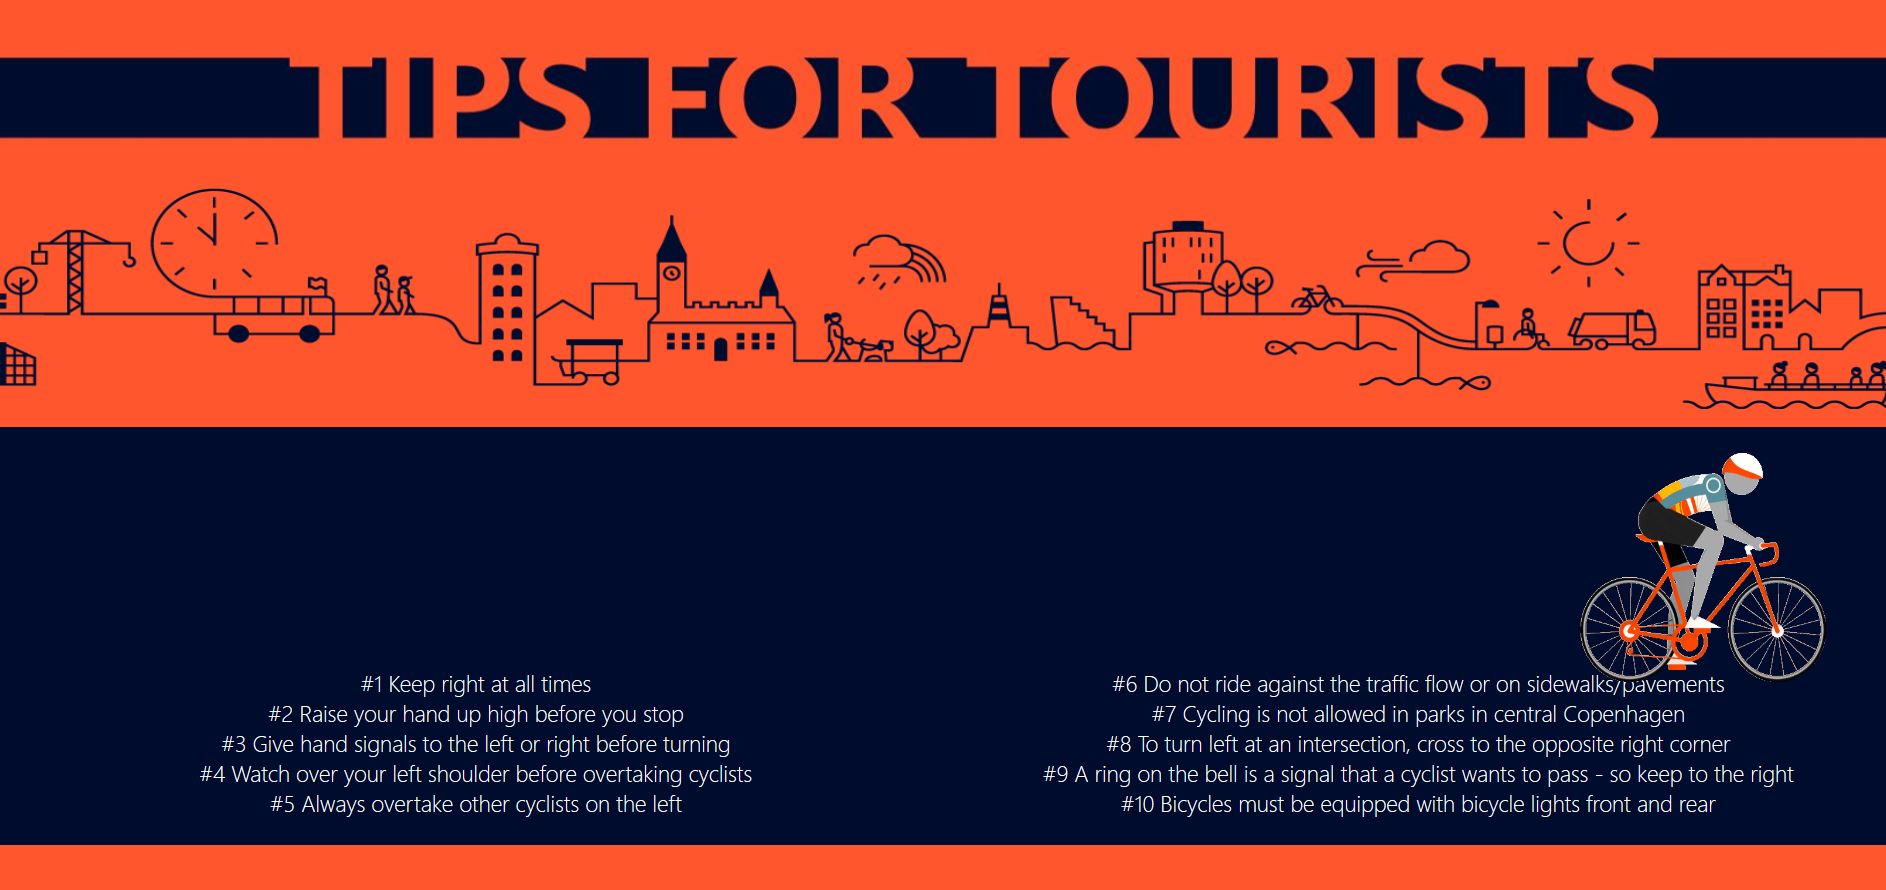 TIPS FOR TOURISTS
#1 Keep right at all times
#2 Raise your hand up high before you stop
#3 Give hand signals to the left or right before turning
#4 Watch over your left shoulder before overtaking cyclists
#5 Always overtake other cyclists on the left
#6 Do not ride against the traffic flow or on sidewalks/pavements
#7 Cycling is not allowed in parks in central Copenhagen
#8 To turn left at an intersection, cross to the opposite right corner
#9 A ring on the bell is a signal that a cyclist wants to pass - so keep to the right
#10 Bicycles must be equipped with bicycle lights front and rear